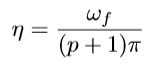 η = ω_f / ((p + 1)π)